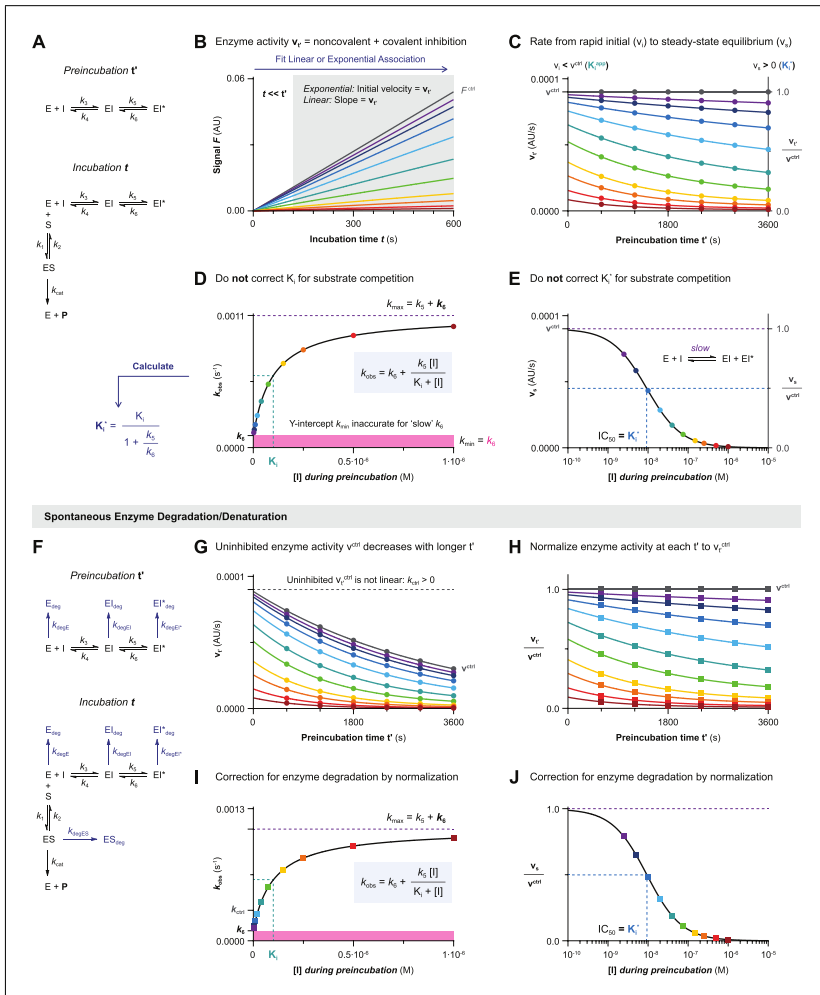 A
Preincubation t'
E + I k3 k4 EI k5 k6 EI*
Incubation t
E + I k3 k4 EI k5 k6 EI*
+
S
k1 k2
ES
kcat
E + P
Calculate
Ki* = Ki / (1 + k5/k6)
B Enzyme activity vt' = noncovalent + covalent inhibition
Fit Linear or Exponential Association
0.06
t << t'
Exponential: Initial velocity = vt'
Linear: Slope = vt'
F ctrl
Signal F (AU)
0.00
0 300 600
Incubation time t (s)
C Rate from rapid initial (vi) to steady-state equilibrium (vs)
vi < vctrl (Kiapp) vs > 0 (Ki*)
0.0001
vctrl 1.0
vt' (AU/s)
vt' / vctrl
0.0000 0.0
0 1800 3600
Preincubation time t' (s)
D Do not correct Ki for substrate competition
kmax = k5 + k6
0.0011
kobs (s-1)
kobs = k6 + k5 [I] / (Ki + [I])
Y-intercept kmin inaccurate for 'slow' k6
k6
kmin = k6
0.0000
0 Ki 0.5·10-6 1·10-6
[I] during preincubation (M)
E Do not correct Ki* for substrate competition
0.0001
vctrl 1.0
slow
E + I EI + EI*
vs (AU/s)
vs / vctrl
IC50 = Ki*
0.0000 0.0
10-10 10-9 10-8 10-7 10-6 10-5
[I] during preincubation (M)
Spontaneous Enzyme Degradation/Denaturation
F
Preincubation t'
Edeg EIdeg EI*deg
kdegE kdegEI kdegEI*
E + I k3 k4 EI k5 k6 EI*
Incubation t
Edeg EIdeg EI*deg
kdegE kdegEI kdegEI*
E + I k3 k4 EI k5 k6 EI*
+
S
k1 k2
kdegES
ES ESdeg
kcat
E + P
G Uninhibited enzyme activity vctrl decreases with longer t'
0.0001
Uninhibited vt'ctrl is not linear: kctrl > 0
vt' (AU/s)
vctrl
0.0000
0 1800 3600
Preincubation time t' (s)
H Normalize enzyme activity at each t' to vt'ctrl
1.0
vctrl
vt' / vctrl
0.0
0 1800 3600
Preincubation time t' (s)
I Correction for enzyme degradation by normalization
0.0013
kmax = k5 + k6
kobs (s-1)
kobs = k6 + k5 [I] / (Ki + [I])
kctrl
k6
0.0000
0 Ki 0.5·10-6 1·10-6
[I] during preincubation (M)
J Correction for enzyme degradation by normalization
1.0
vs / vctrl
IC50 = Ki*
0.0
10-10 10-9 10-8 10-7 10-6 10-5
[I] during preincubation (M)